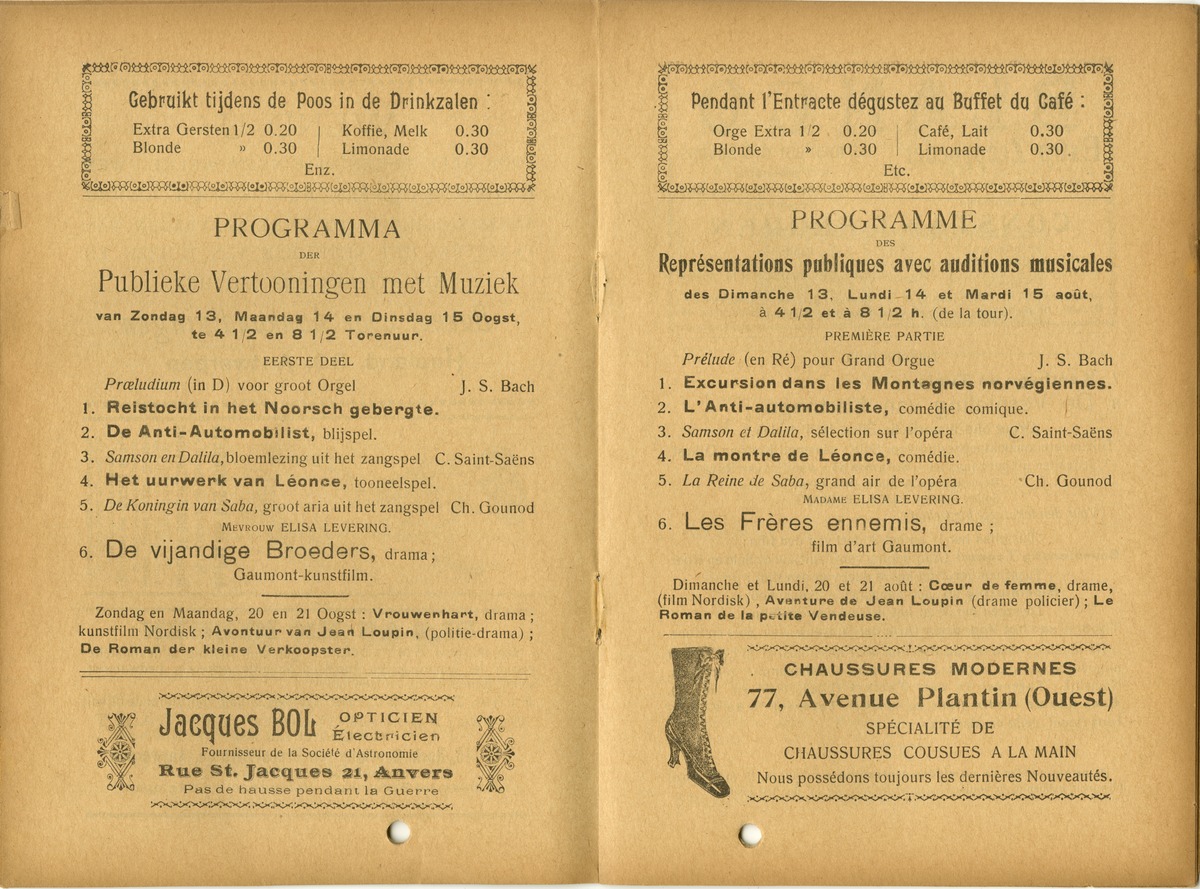 Gebruikt tijdens de Poos in de Drinkzalen :
Extra Gersten 1/2 0.20 | Koffie, Melk 0.30
Blonde » 0.30 | Limonade 0.30
Enz.
PROGRAMMA
DER
Publieke Vertooningen met Muziek
van Zondag 13, Maandag 14 en Dinsdag 15 Oogst,
te 4 1/2 en 8 1/2 Torenuur.
EERSTE DEEL
Præludium (in D) voor groot Orgel J. S. Bach
1. Reistocht in het Noorsch gebergte.
2. De Anti-Automobilist, blijspel.
3. Samson en Dalila, bloemlezing uit het zangspel C. Saint-Saëns
4. Het uurwerk van Léonce, tooneelspel.
5. De Koningin van Saba, groot aria uit het zangspel Ch. Gounod
MEVROUW ELISA LEVERING.
6. De vijandige Broeders, drama ;
Gaumont-kunstfilm.
Zondag en Maandag, 20 en 21 Oogst : Vrouwenhart, drama ;
kunstfilm Nordisk ; Avontuur van Jean Loupin, (politie-drama) ;
De Roman der kleine Verkoopster.
Jacques BOL OPTICIEN
Électricien
Fournisseur de la Société d'Astronomie
Rue St. Jacques 21, Anvers
Pas de hausse pendant la Guerre
Pendant l'Entracte dégustez au Buffet du Café :
Orge Extra 1/2 0.20 | Café, Lait 0.30
Blonde » 0.30 | Limonade 0.30.
Etc.
PROGRAMME
DES
Représentations publiques avec auditions musicales
des Dimanche 13, Lundi 14 et Mardi 15 août,
à 4 1/2 et à 8 1/2 h. (de la tour).
PREMIÈRE PARTIE
Prélude (en Ré) pour Grand Orgue J. S. Bach
1. Excursion dans les Montagnes norvégiennes.
2. L'Anti-automobiliste, comédie comique.
3. Samson et Dalila, sélection sur l'opéra C. Saint-Saëns
4. La montre de Léonce, comédie.
5. La Reine de Saba, grand air de l'opéra Ch. Gounod
MADAME ELISA LEVERING.
6. Les Frères ennemis, drame ;
film d'art Gaumont.
Dimanche et Lundi, 20 et 21 août : Cœur de femme, drame,
(film Nordisk), Aventure de Jean Loupin (drame policier) ; Le
Roman de la petite Vendeuse.
CHAUSSURES MODERNES
77, Avenue Plantin (Ouest)
SPÉCIALITÉ DE
CHAUSSURES COUSUES A LA MAIN
Nous possédons toujours les dernières Nouveautés.